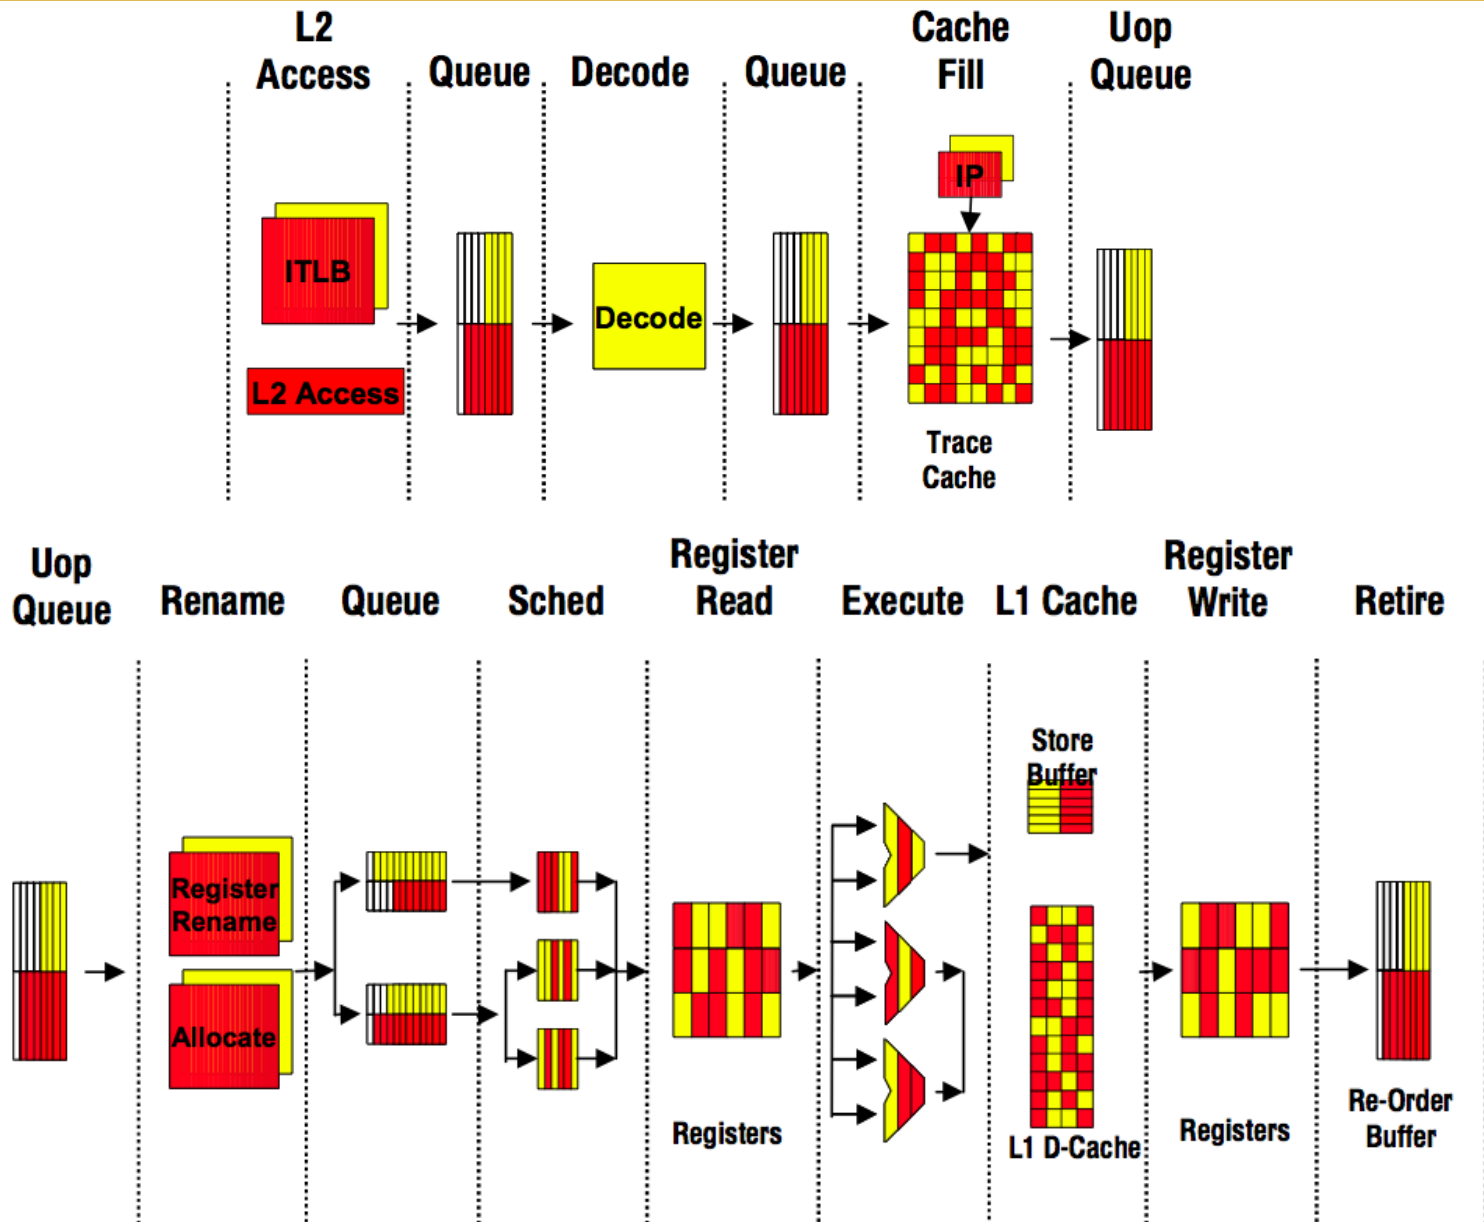 L2
Access
Queue
Decode
Queue
Cache
Fill
Uop
Queue
IP
ITLB
Decode
L2 Access
Trace
Cache
Uop
Queue
Rename
Queue
Sched
Register
Read
Execute
L1 Cache
Register
Write
Retire
Store
Buffer
Register
Rename
Allocate
Registers
L1 D-Cache
Registers
Re-Order
Buffer